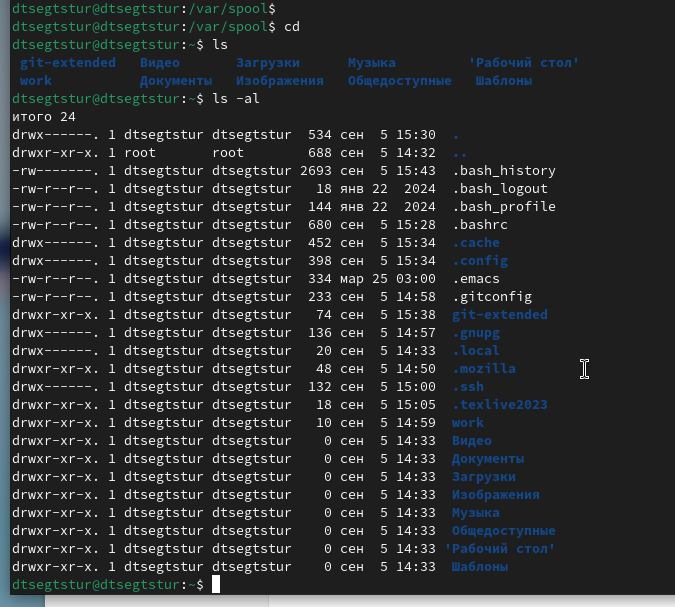 dtsegtstur@dtsegtstur:/var/spool$
dtsegtstur@dtsegtstur:/var/spool$ cd
dtsegtstur@dtsegtstur:~$ ls
git-extended Видео Загрузки Музыка 'Рабочий стол'
work Документы Изображения Общедоступные Шаблоны
dtsegtstur@dtsegtstur:~$ ls -al
итого 24
drwx------. 1 dtsegtstur dtsegtstur 534 сен 5 15:30 .
drwxr-xr-x. 1 root root 688 сен 5 14:32 ..
-rw-------. 1 dtsegtstur dtsegtstur 2693 сен 5 15:43 .bash_history
-rw-r--r--. 1 dtsegtstur dtsegtstur 18 янв 22 2024 .bash_logout
-rw-r--r--. 1 dtsegtstur dtsegtstur 144 янв 22 2024 .bash_profile
-rw-r--r--. 1 dtsegtstur dtsegtstur 680 сен 5 15:28 .bashrc
drwx------. 1 dtsegtstur dtsegtstur 452 сен 5 15:34 .cache
drwx------. 1 dtsegtstur dtsegtstur 398 сен 5 15:34 .config
-rw-r--r--. 1 dtsegtstur dtsegtstur 334 мар 25 03:00 .emacs
-rw-r--r--. 1 dtsegtstur dtsegtstur 233 сен 5 14:58 .gitconfig
drwxr-xr-x. 1 dtsegtstur dtsegtstur 74 сен 5 15:38 git-extended
drwx------. 1 dtsegtstur dtsegtstur 136 сен 5 14:57 .gnupg
drwx------. 1 dtsegtstur dtsegtstur 20 сен 5 14:33 .local
drwxr-xr-x. 1 dtsegtstur dtsegtstur 48 сен 5 14:50 .mozilla
drwx------. 1 dtsegtstur dtsegtstur 132 сен 5 15:00 .ssh
drwxr-xr-x. 1 dtsegtstur dtsegtstur 18 сен 5 15:05 .texlive2023
drwxr-xr-x. 1 dtsegtstur dtsegtstur 10 сен 5 14:59 work
drwxr-xr-x. 1 dtsegtstur dtsegtstur 0 сен 5 14:33 Видео
drwxr-xr-x. 1 dtsegtstur dtsegtstur 0 сен 5 14:33 Документы
drwxr-xr-x. 1 dtsegtstur dtsegtstur 0 сен 5 14:33 Загрузки
drwxr-xr-x. 1 dtsegtstur dtsegtstur 0 сен 5 14:33 Изображения
drwxr-xr-x. 1 dtsegtstur dtsegtstur 0 сен 5 14:33 Музыка
drwxr-xr-x. 1 dtsegtstur dtsegtstur 0 сен 5 14:33 Общедоступные
drwxr-xr-x. 1 dtsegtstur dtsegtstur 0 сен 5 14:33 'Рабочий стол'
drwxr-xr-x. 1 dtsegtstur dtsegtstur 0 сен 5 14:33 Шаблоны
dtsegtstur@dtsegtstur:~$